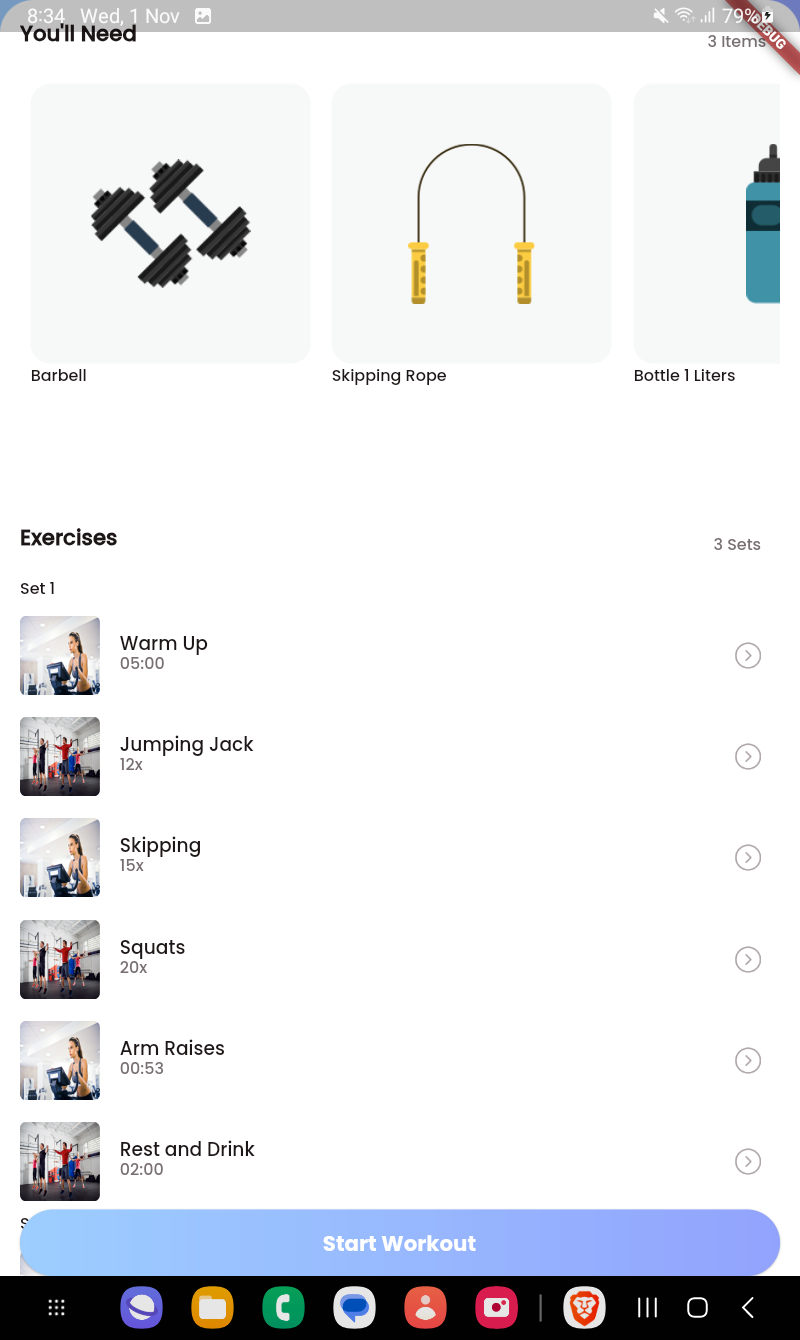 8:34 Wed, 1 Nov 79%
DEBUG
You'll Need
3 Items
Barbell
Skipping Rope
Bottle 1 Liters
Exercises
3 Sets
Set 1
Warm Up
05:00
Jumping Jack
12x
Skipping
15x
Squats
20x
Arm Raises
00:53
Rest and Drink
02:00
Start Workout